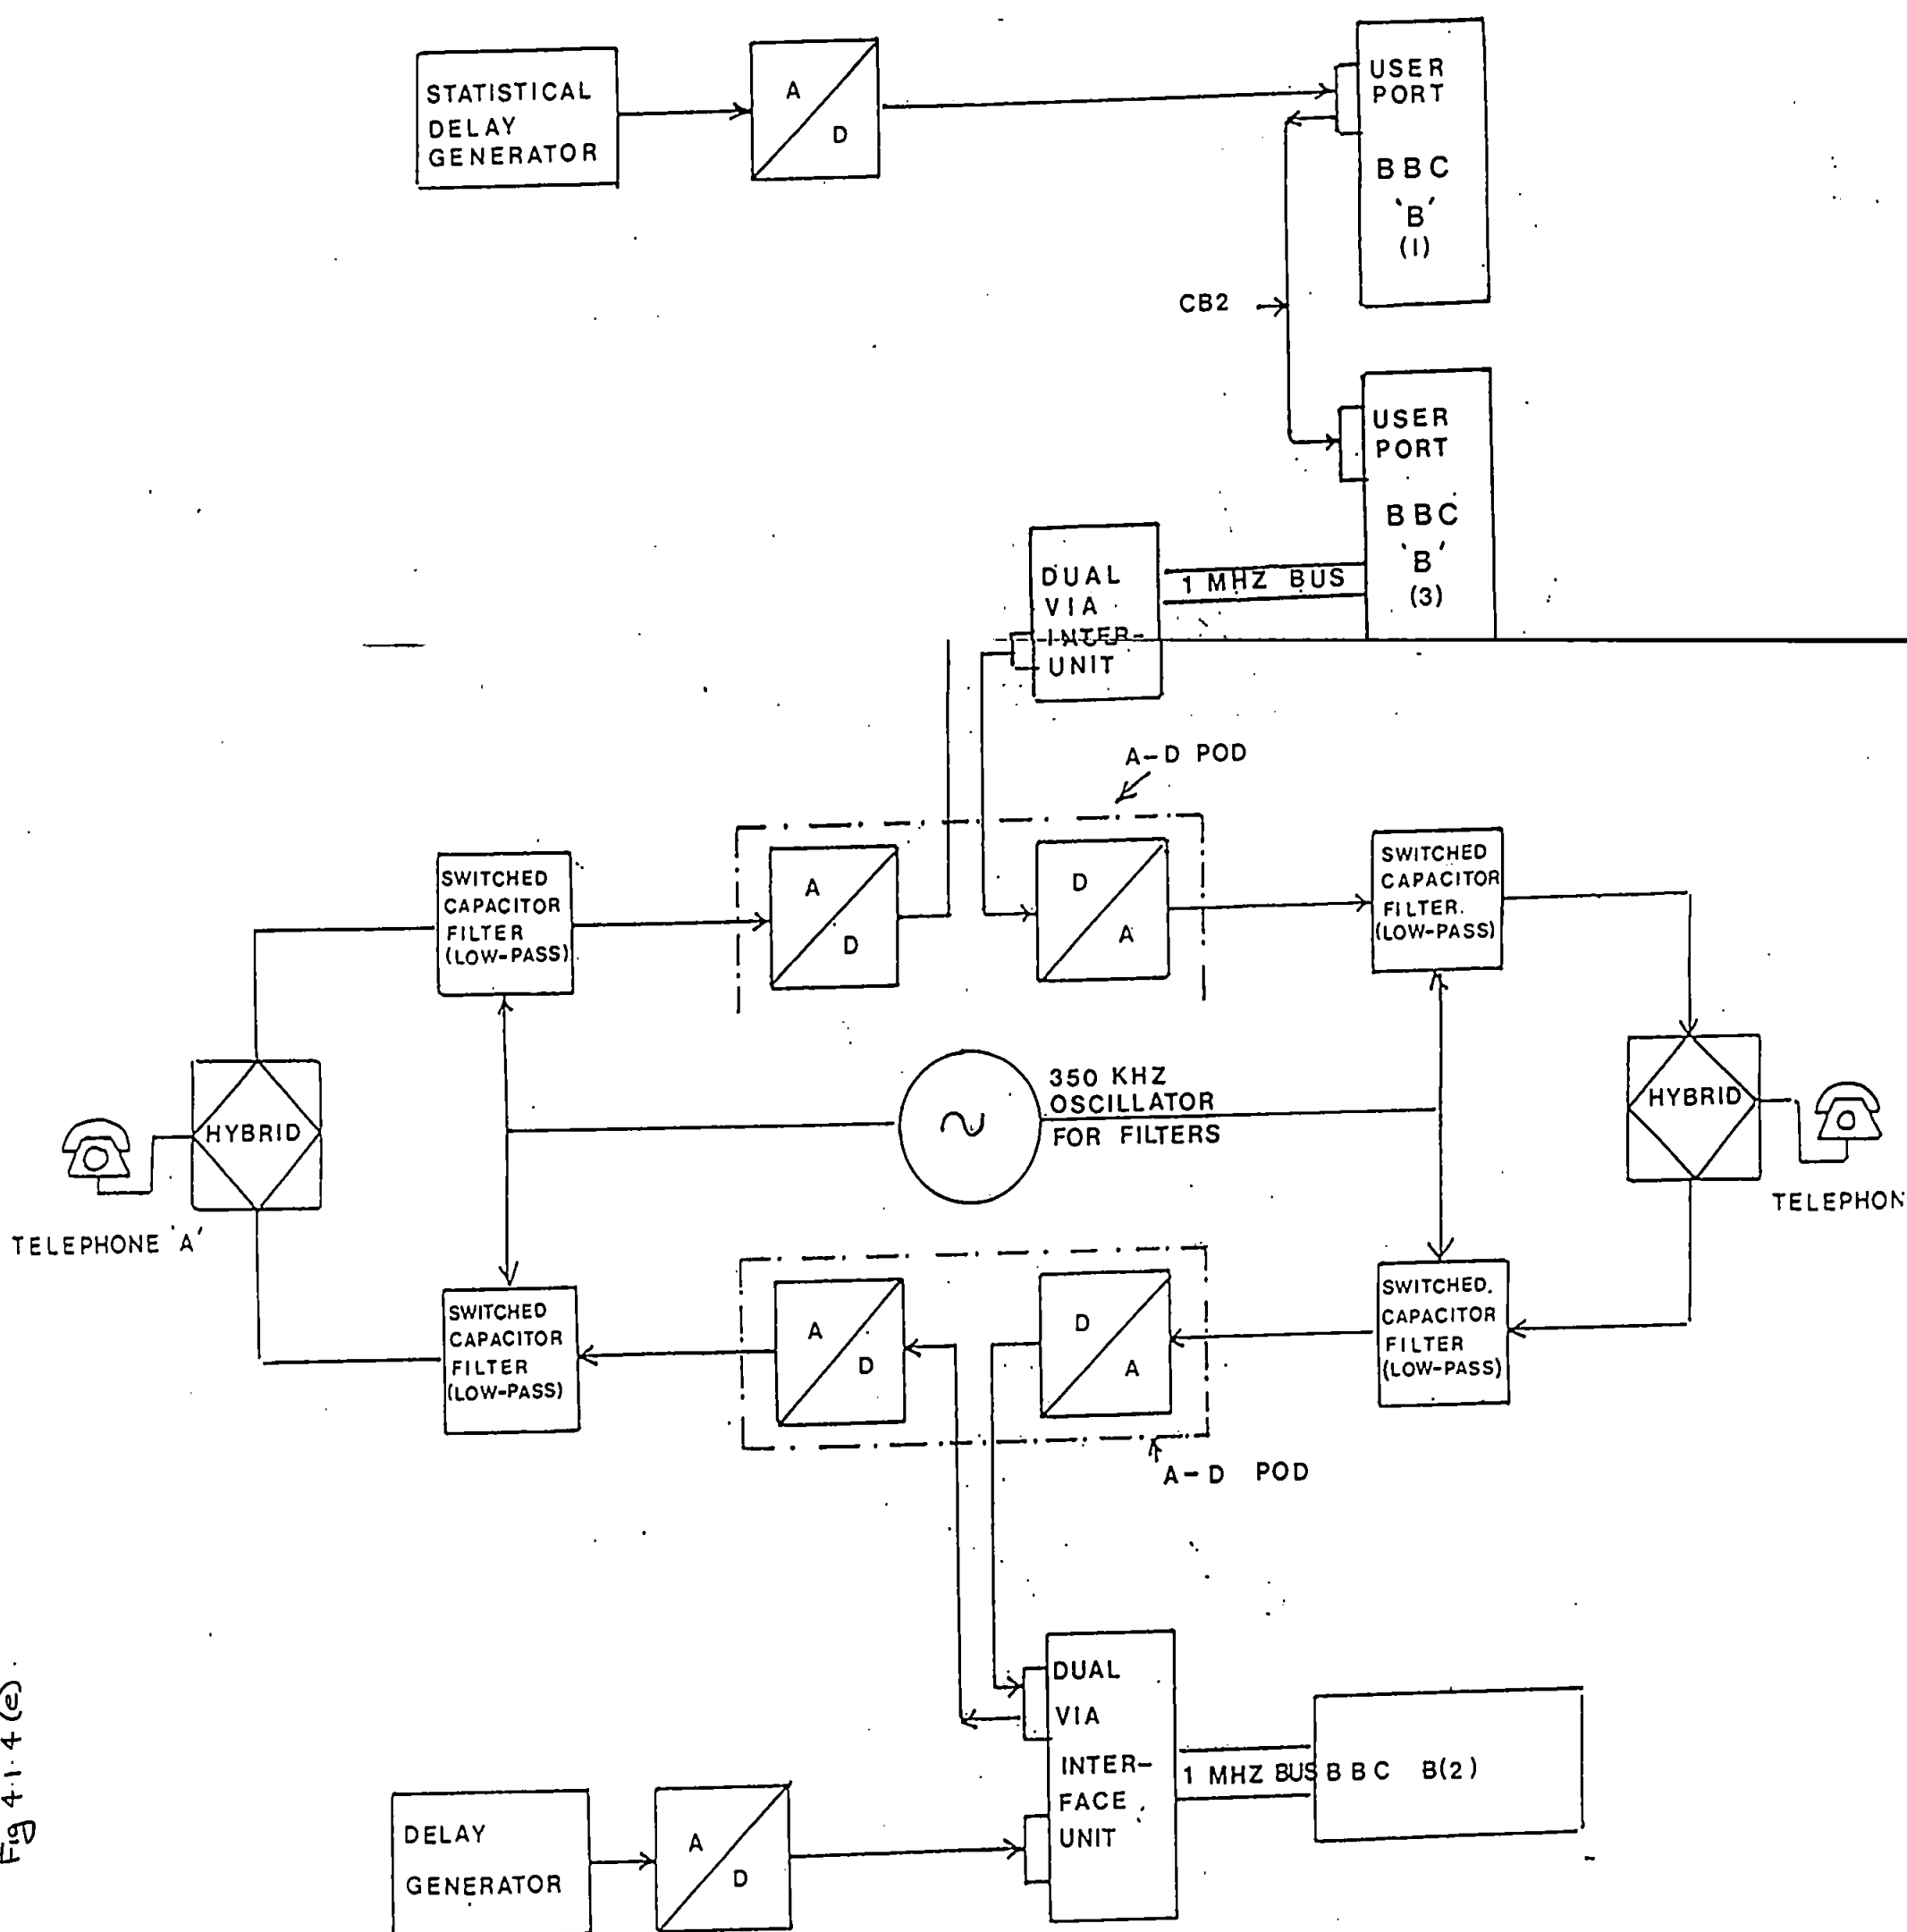 STATISTICAL
DELAY
GENERATOR
A
D
USER
PORT
BBC
'B'
(1)
CB2
USER
PORT
BBC
'B'
(3)
DUAL
VIA
INTER-
UNIT
1 MHZ BUS
A-D POD
SWITCHED
CAPACITOR
FILTER
(LOW-PASS)
A
D
D
A
SWITCHED
CAPACITOR
FILTER.
(LOW-PASS)
HYBRID
TELEPHONE 'A'
350 KHZ
OSCILLATOR
FOR FILTERS
HYBRID
TELEPHON
SWITCHED
CAPACITOR
FILTER
(LOW-PASS)
A
D
D
A
SWITCHED.
CAPACITOR
FILTER
(LOW-PASS)
A-D POD
DUAL
VIA
INTER-
FACE
UNIT
1 MHZ BUS
BBC B(2)
DELAY
GENERATOR
A
D
Fig 4.1.4 (e).